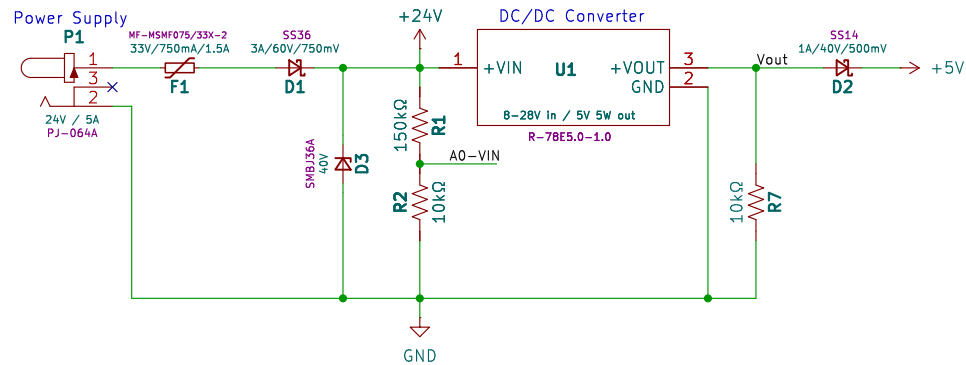 Power Supply
P1
1
3
2
24V / 5A
PJ-064A
MF-MSMF075/33X-2
33V/750mA/1.5A
F1
SS36
3A/60V/750mV
D1
SMBJ36A
40V
D3
+24V
150kΩ
R1
A0-VIN
R2
10kΩ
GND
DC/DC Converter
1
+VIN
U1
+VOUT
3
GND
2
8-28V in / 5V 5W out
R-78E5.0-1.0
Vout
10kΩ
R7
SS14
1A/40V/500mV
D2
+5V